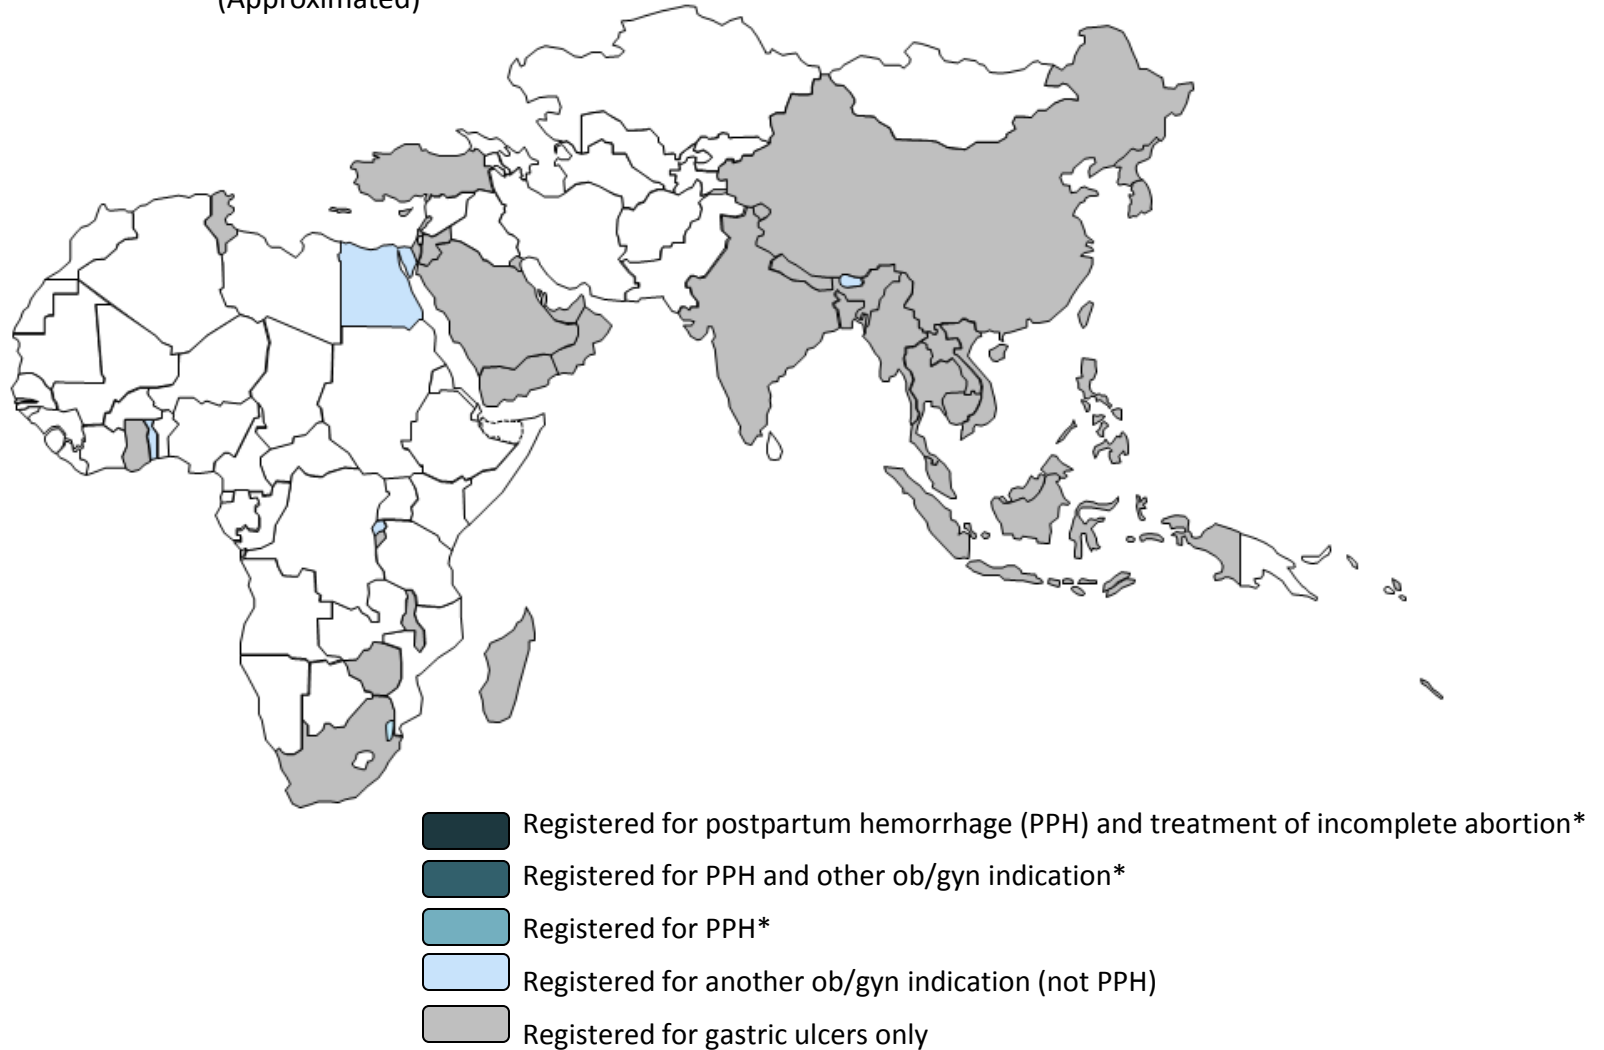 (Approximated)
Registered for postpartum hemorrhage (PPH) and treatment of incomplete abortion*
Registered for PPH and other ob/gyn indication*
Registered for PPH*
Registered for another ob/gyn indication (not PPH)
Registered for gastric ulcers only